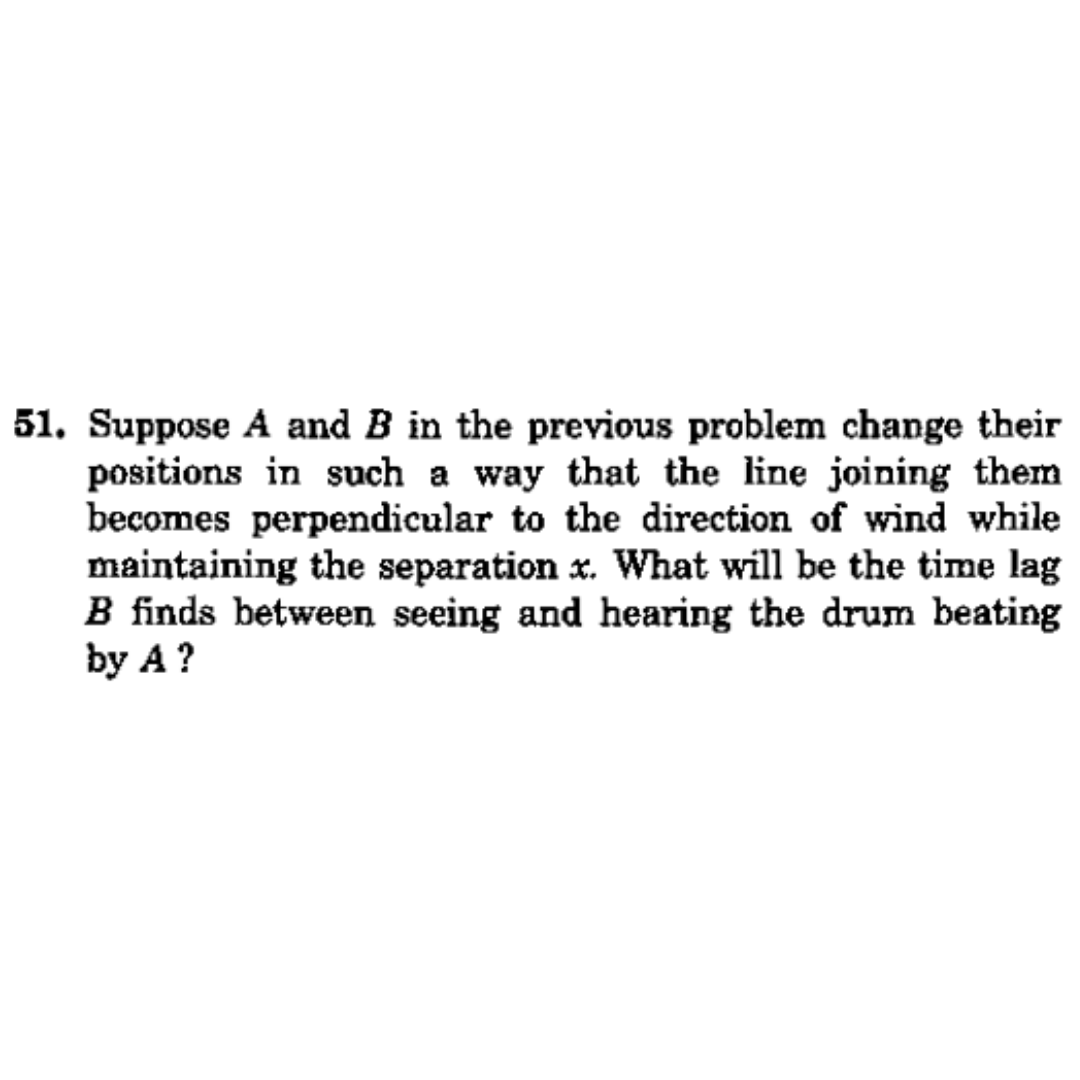 51. Suppose A and B in the previous problem change their
positions in such a way that the line joining them
becomes perpendicular to the direction of wind while
maintaining the separation x. What will be the time lag
B finds between seeing and hearing the drum beating
by A ?